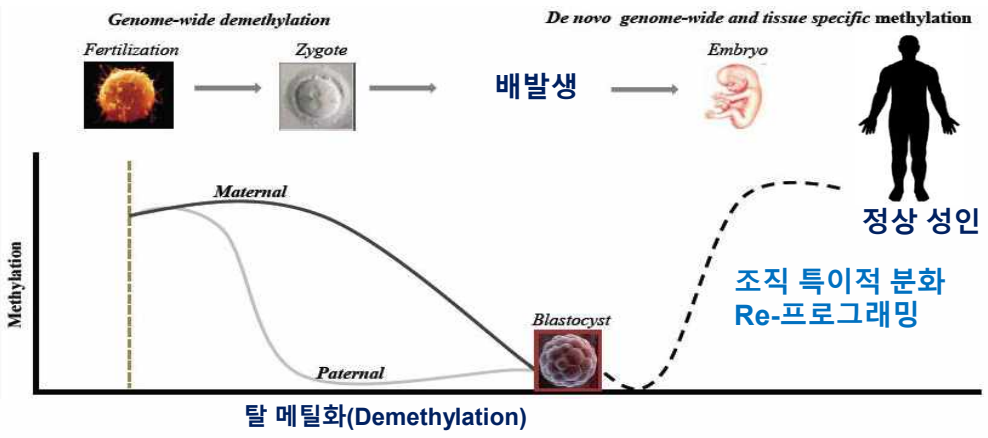 Genome-wide demethylation
De novo genome-wide and tissue specific methylation
Fertilization
Zygote
배발생
Embryo
Maternal
정상 성인
Methylation
조직 특이적 분화
Re-프로그래밍
Blastocyst
Paternal
탈 메틸화(Demethylation)